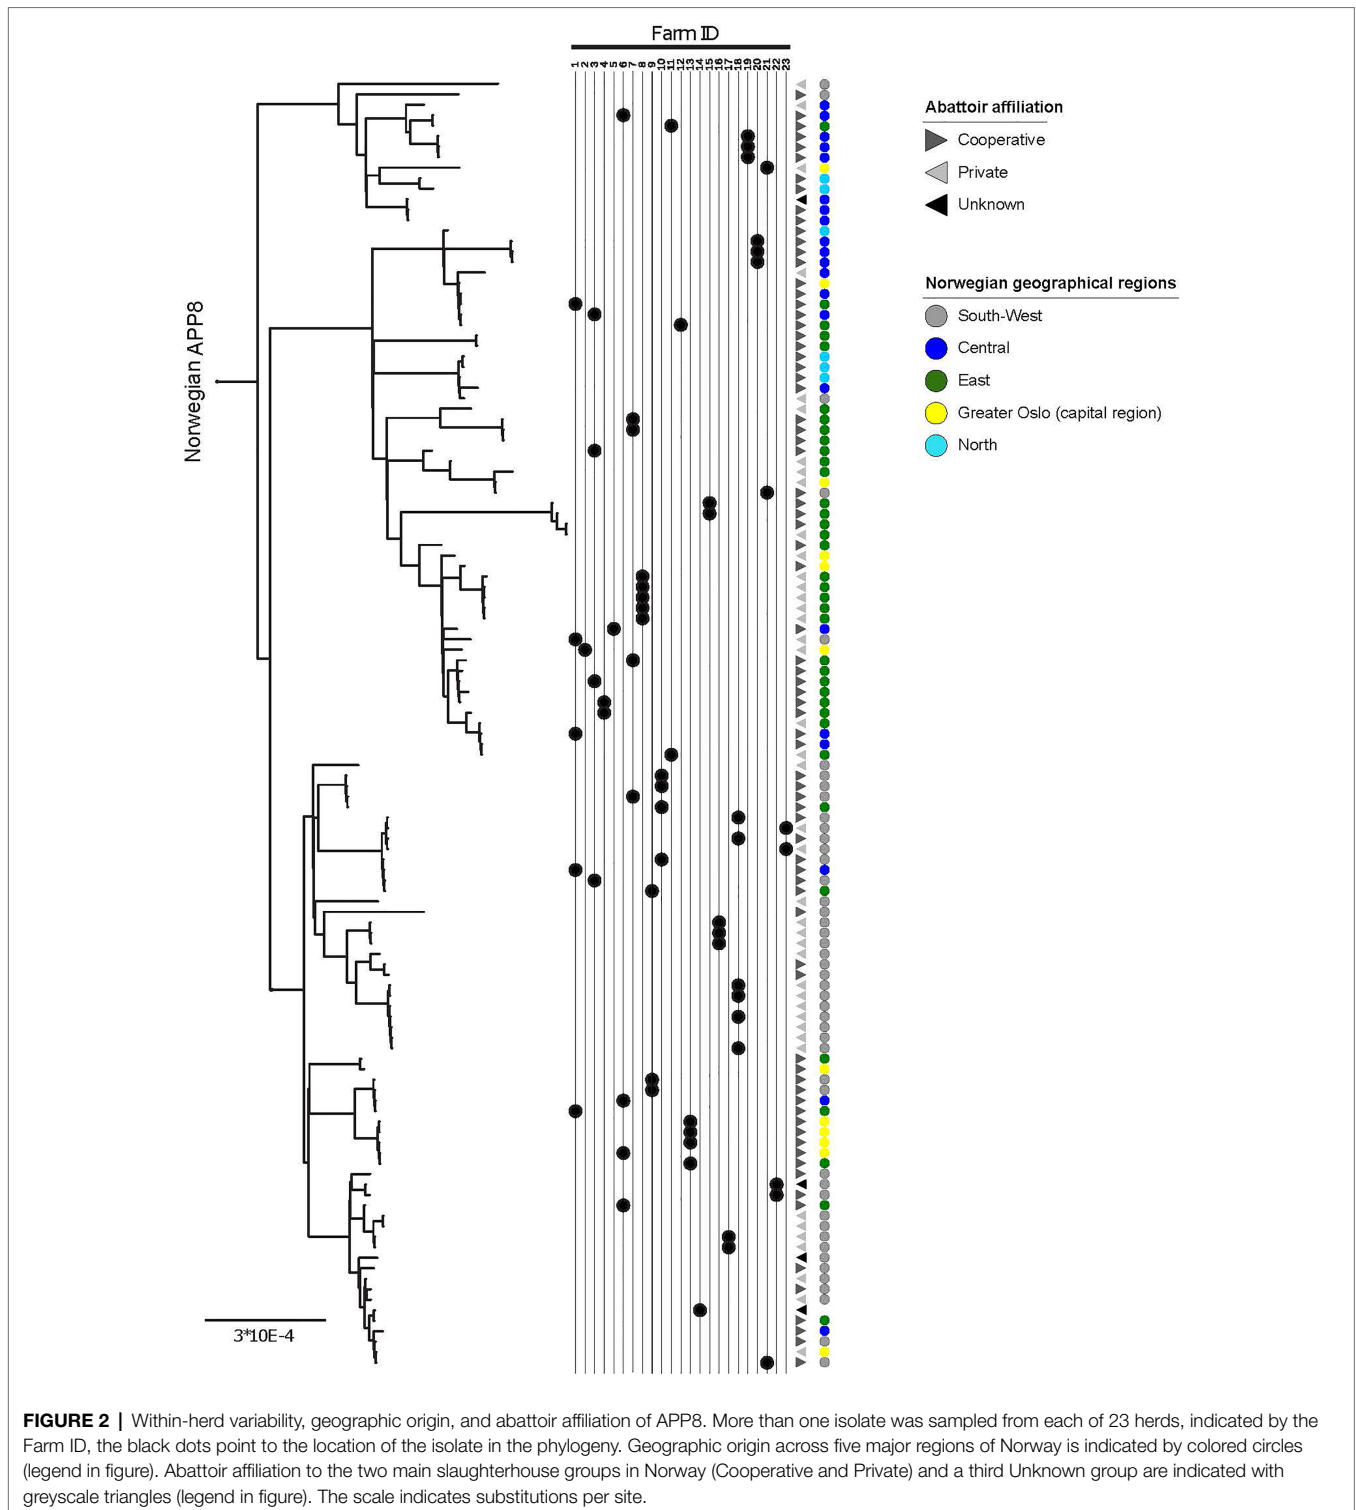 Farm ID
1 2 3 4 5 6 7 8 9 10 11 12 13 14 15 16 17 18 19 20 21 22 23
Norwegian APP8
Abattoir affiliation
Cooperative
Private
Unknown
Norwegian geographical regions
South-West
Central
East
Greater Oslo (capital region)
North
3*10E-4
FIGURE 2 | Within-herd variability, geographic origin, and abattoir affiliation of APP8. More than one isolate was sampled from each of 23 herds, indicated by the
Farm ID, the black dots point to the location of the isolate in the phylogeny. Geographic origin across five major regions of Norway is indicated by colored circles
(legend in figure). Abattoir affiliation to the two main slaughterhouse groups in Norway (Cooperative and Private) and a third Unknown group are indicated with
greyscale triangles (legend in figure). The scale indicates substitutions per site.